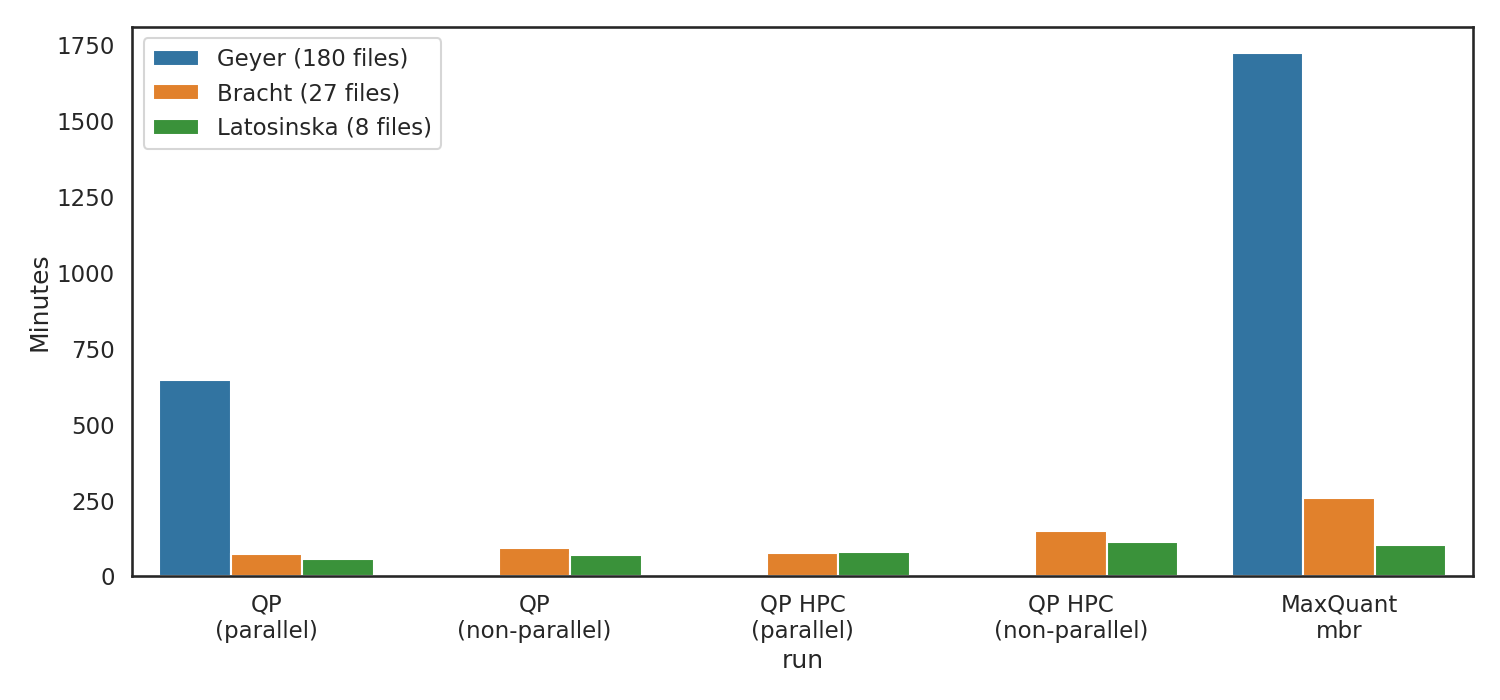 Geyer (180 files)
Bracht (27 files)
Latosinska (8 files)
Minutes
1750
1500
1250
1000
750
500
250
0
QP
(parallel)
QP
(non-parallel)
QP HPC
(parallel)
QP HPC
(non-parallel)
MaxQuant
mbr
run